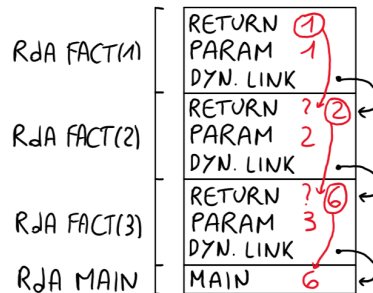 RdA FACT(1)
RETURN 1
PARAM 1
DYN. LINK
RdA FACT(2)
RETURN ? 2
PARAM 2
DYN. LINK
RdA FACT(3)
RETURN ? 6
PARAM 3
DYN. LINK
RdA MAIN
MAIN 6